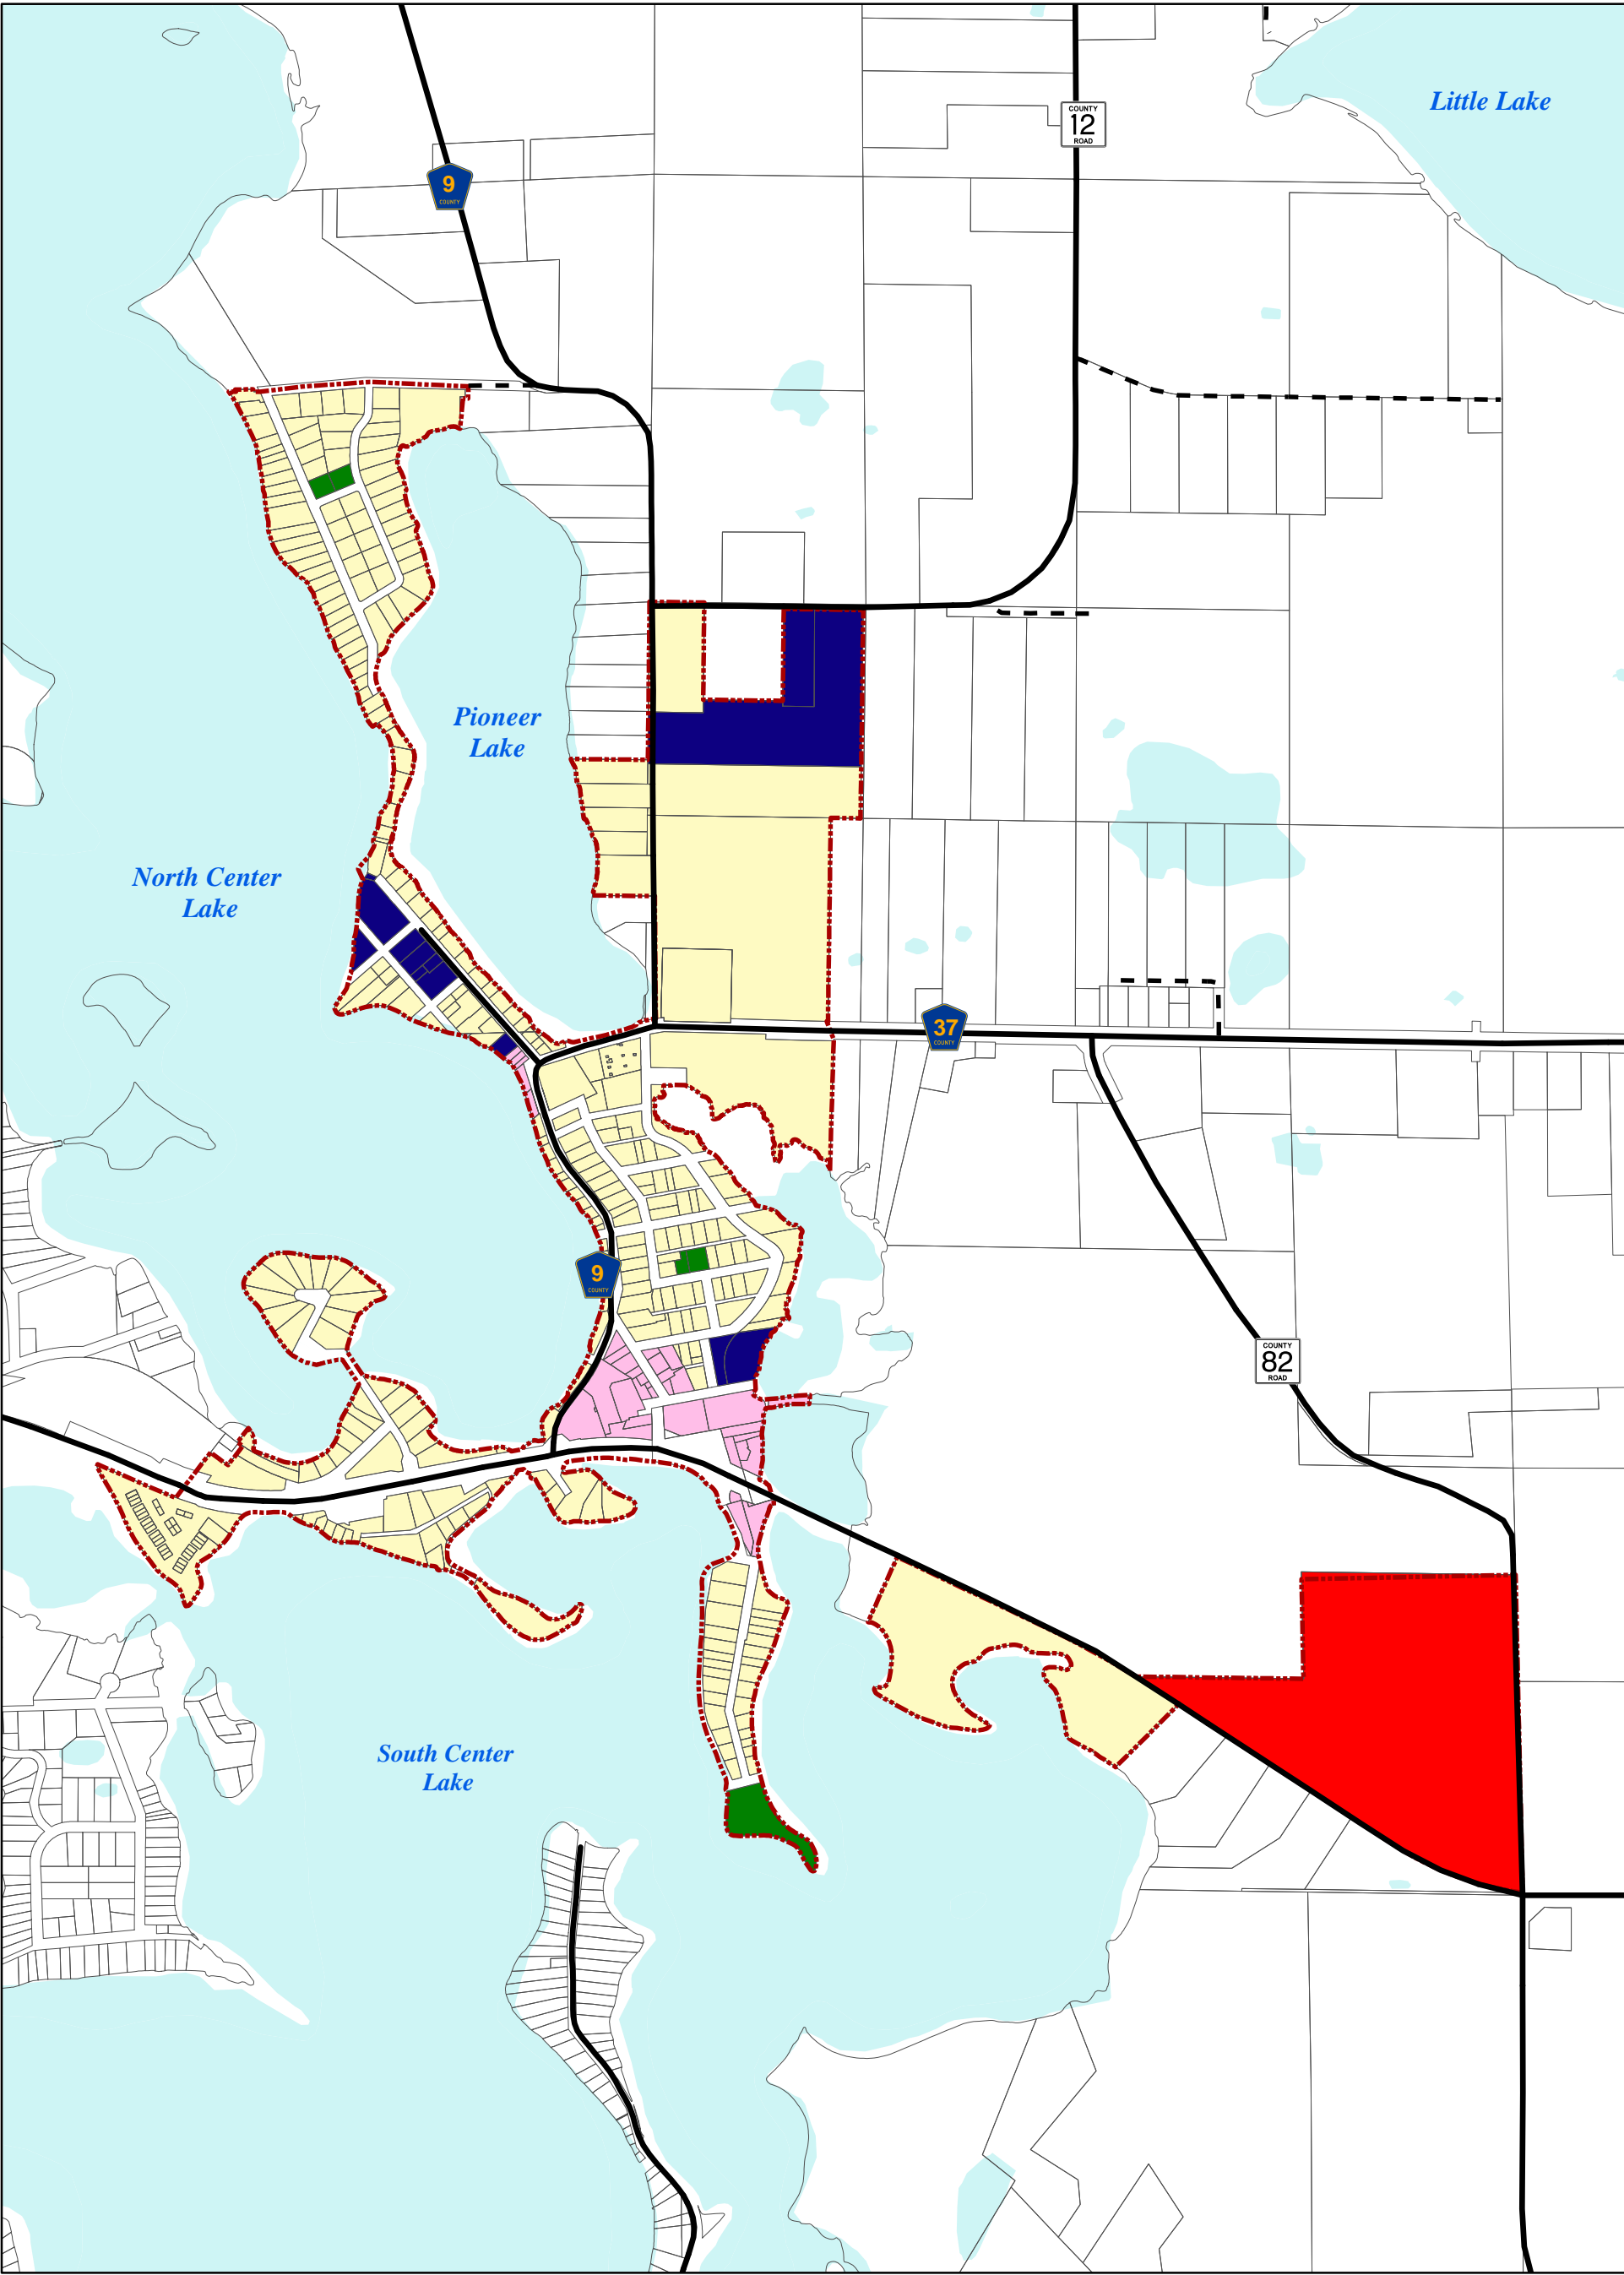 Little Lake
COUNTY
12
ROAD
9
COUNTY
Pioneer
Lake
North Center
Lake
37
COUNTY
9
COUNTY
COUNTY
82
ROAD
South Center
Lake